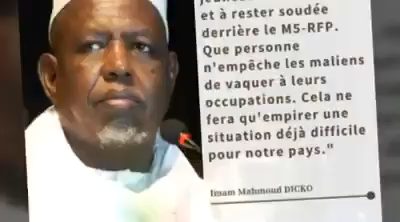 et à rester soudée
derrière le M5-RFP.
Que personne
n'empêche les maliens
de vaquer à leurs
occupations. Cela ne
fera qu'empirer une
situation déjà difficile
pour notre pays."
Imam Mahmoud DICKO